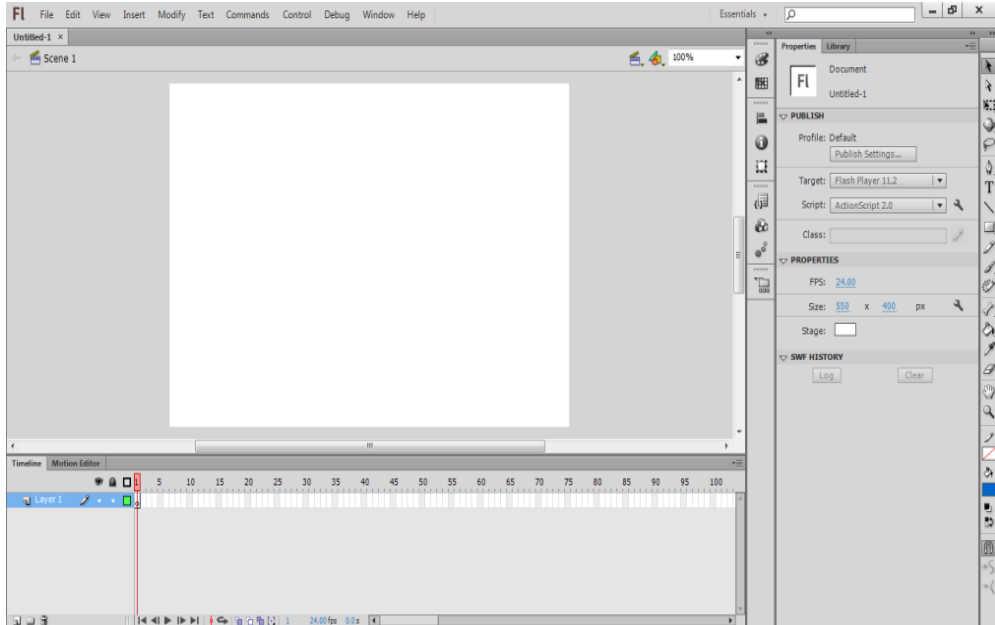 Fl File Edit View Insert Modify Text Commands Control Debug Window Help Essentials
Untitled-1 ×
Scene 1 100%
Properties Library
Fl Document
Untitled-1
PUBLISH
Profile: Default
Publish Settings...
Target: Flash Player 11.2
Script: ActionScript 2.0
Class:
PROPERTIES
FPS: 24.00
Size: 550 x 400 px
Stage:
SWF HISTORY
Log Clear
T
Timeline Motion Editor
1 5 10 15 20 25 30 35 40 45 50 55 60 65 70 75 80 85 90 95 100
Layer 1
1 24.00 fps 0.0 s